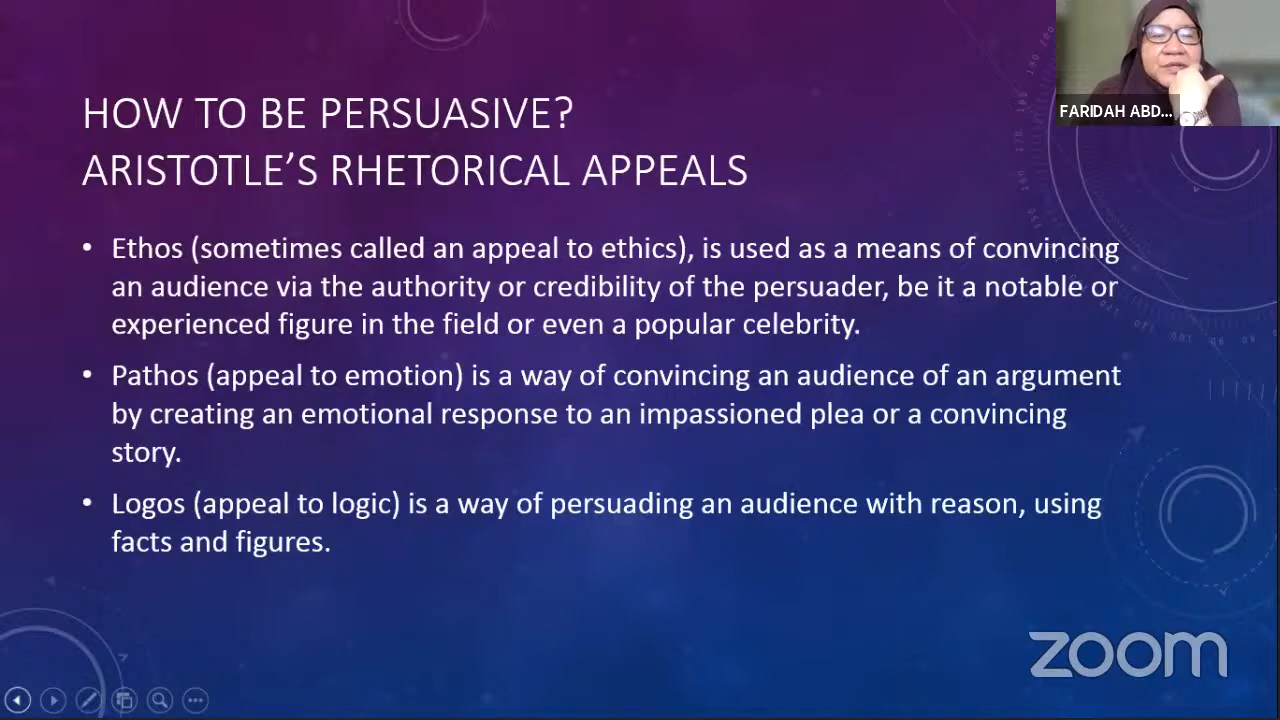 HOW TO BE PERSUASIVE?
ARISTOTLE’S RHETORICAL APPEALS
FARIDAH ABD...
• Ethos (sometimes called an appeal to ethics), is used as a means of convincing
an audience via the authority or credibility of the persuader, be it a notable or
experienced figure in the field or even a popular celebrity.
• Pathos (appeal to emotion) is a way of convincing an audience of an argument
by creating an emotional response to an impassioned plea or a convincing
story.
• Logos (appeal to logic) is a way of persuading an audience with reason, using
facts and figures.
zoom